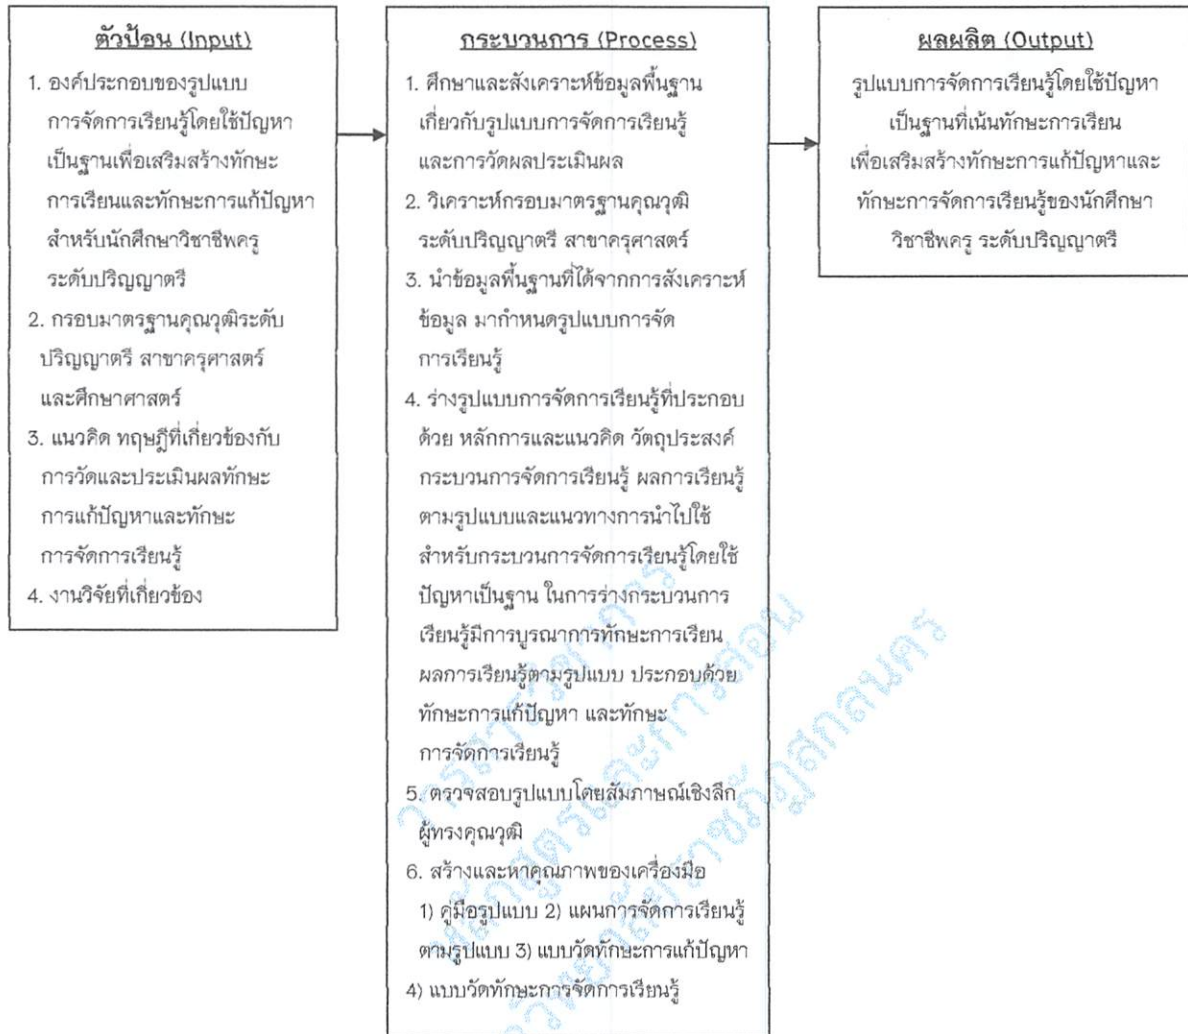 ตัวป้อน (Input)
1. องค์ประกอบของรูปแบบ
การจัดการเรียนรู้โดยใช้ปัญหา
เป็นฐานเพื่อเสริมสร้างทักษะ
การเรียนและทักษะการแก้ปัญหา
สำหรับนักศึกษาวิชาชีพครู
ระดับปริญญาตรี
2. กรอบมาตรฐานคุณวุฒิระดับ
ปริญญาตรี สาขาครุศาสตร์
และศึกษาศาสตร์
3. แนวคิด ทฤษฎีที่เกี่ยวข้องกับ
การวัดและประเมินผลทักษะ
การแก้ปัญหาและทักษะ
การจัดการเรียนรู้
4. งานวิจัยที่เกี่ยวข้อง
กระบวนการ (Process)
1. ศึกษาและสังเคราะห์ข้อมูลพื้นฐาน
เกี่ยวกับรูปแบบการจัดการเรียนรู้
และการวัดผลประเมินผล
2. วิเคราะห์กรอบมาตรฐานคุณวุฒิ
ระดับปริญญาตรี สาขาครุศาสตร์
3. นำข้อมูลพื้นฐานที่ได้จากการสังเคราะห์
ข้อมูล มากำหนดรูปแบบการจัด
การเรียนรู้
4. ร่างรูปแบบการจัดการเรียนรู้ที่ประกอบ
ด้วย หลักการและแนวคิด วัตถุประสงค์
กระบวนการจัดการเรียนรู้ ผลการเรียนรู้
ตามรูปแบบและแนวทางการนำไปใช้
สำหรับกระบวนการจัดการเรียนรู้โดยใช้
ปัญหาเป็นฐาน ในการร่างกระบวนการ
เรียนรู้มีการบูรณาการทักษะการเรียน
ผลการเรียนรู้ตามรูปแบบ ประกอบด้วย
ทักษะการแก้ปัญหา และทักษะ
การจัดการเรียนรู้
5. ตรวจสอบรูปแบบโดยสัมภาษณ์เชิงลึก
ผู้ทรงคุณวุฒิ
6. สร้างและหาคุณภาพของเครื่องมือ
1) คู่มือรูปแบบ 2) แผนการจัดการเรียนรู้
ตามรูปแบบ 3) แบบวัดทักษะการแก้ปัญหา
4) แบบวัดทักษะการจัดการเรียนรู้
ผลผลิต (Output)
รูปแบบการจัดการเรียนรู้โดยใช้ปัญหา
เป็นฐานที่เน้นทักษะการเรียน
เพื่อเสริมสร้างทักษะการแก้ปัญหาและ
ทักษะการจัดการเรียนรู้ของนักศึกษา
วิชาชีพครู ระดับปริญญาตรี
วารสารวิชาการ
หลักสูตรและการสอน